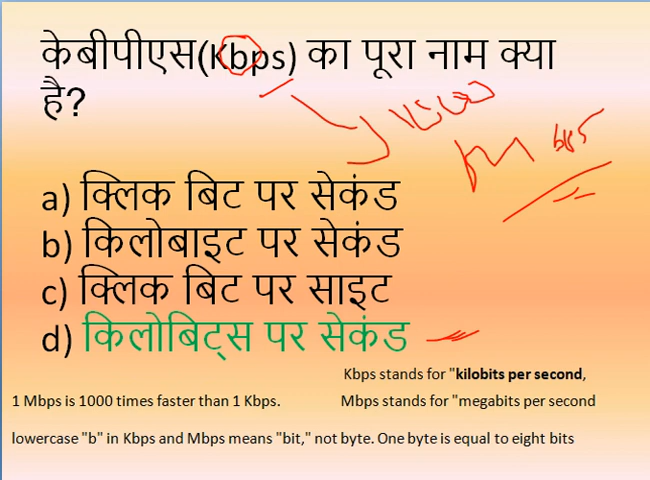 केबीपीएस(Kbps) का पूरा नाम क्या
है?
a) क्लिक बिट पर सेकंड
b) किलोबाइट पर सेकंड
c) क्लिक बिट पर साइट
d) किलोबिट्स पर सेकंड
Kbps stands for "kilobits per second,
1 Mbps is 1000 times faster than 1 Kbps. Mbps stands for "megabits per second
lowercase "b" in Kbps and Mbps means "bit," not byte. One byte is equal to eight bits